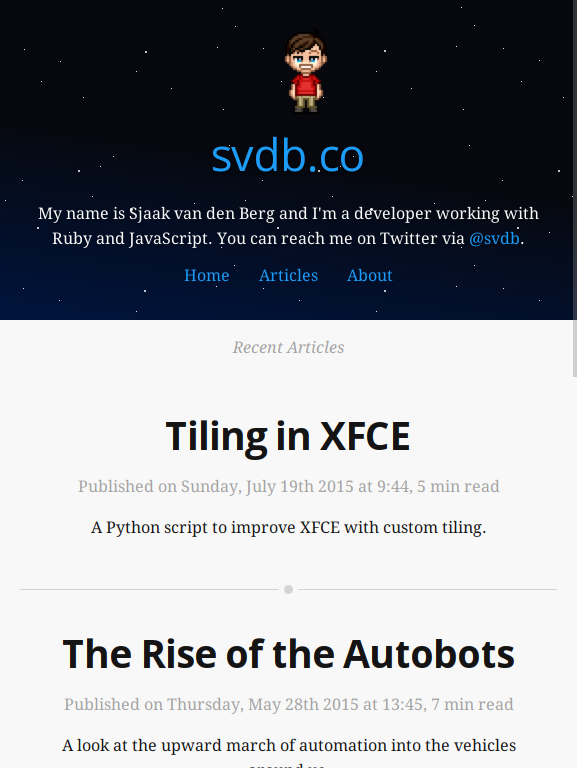 svdb.co
My name is Sjaak van den Berg and I'm a developer working with
Ruby and JavaScript. You can reach me on Twitter via @svdb.
Home Articles About
Recent Articles
Tiling in XFCE
Published on Sunday, July 19th 2015 at 9:44, 5 min read
A Python script to improve XFCE with custom tiling.
The Rise of the Autobots
Published on Thursday, May 28th 2015 at 13:45, 7 min read
A look at the upward march of automation into the vehicles